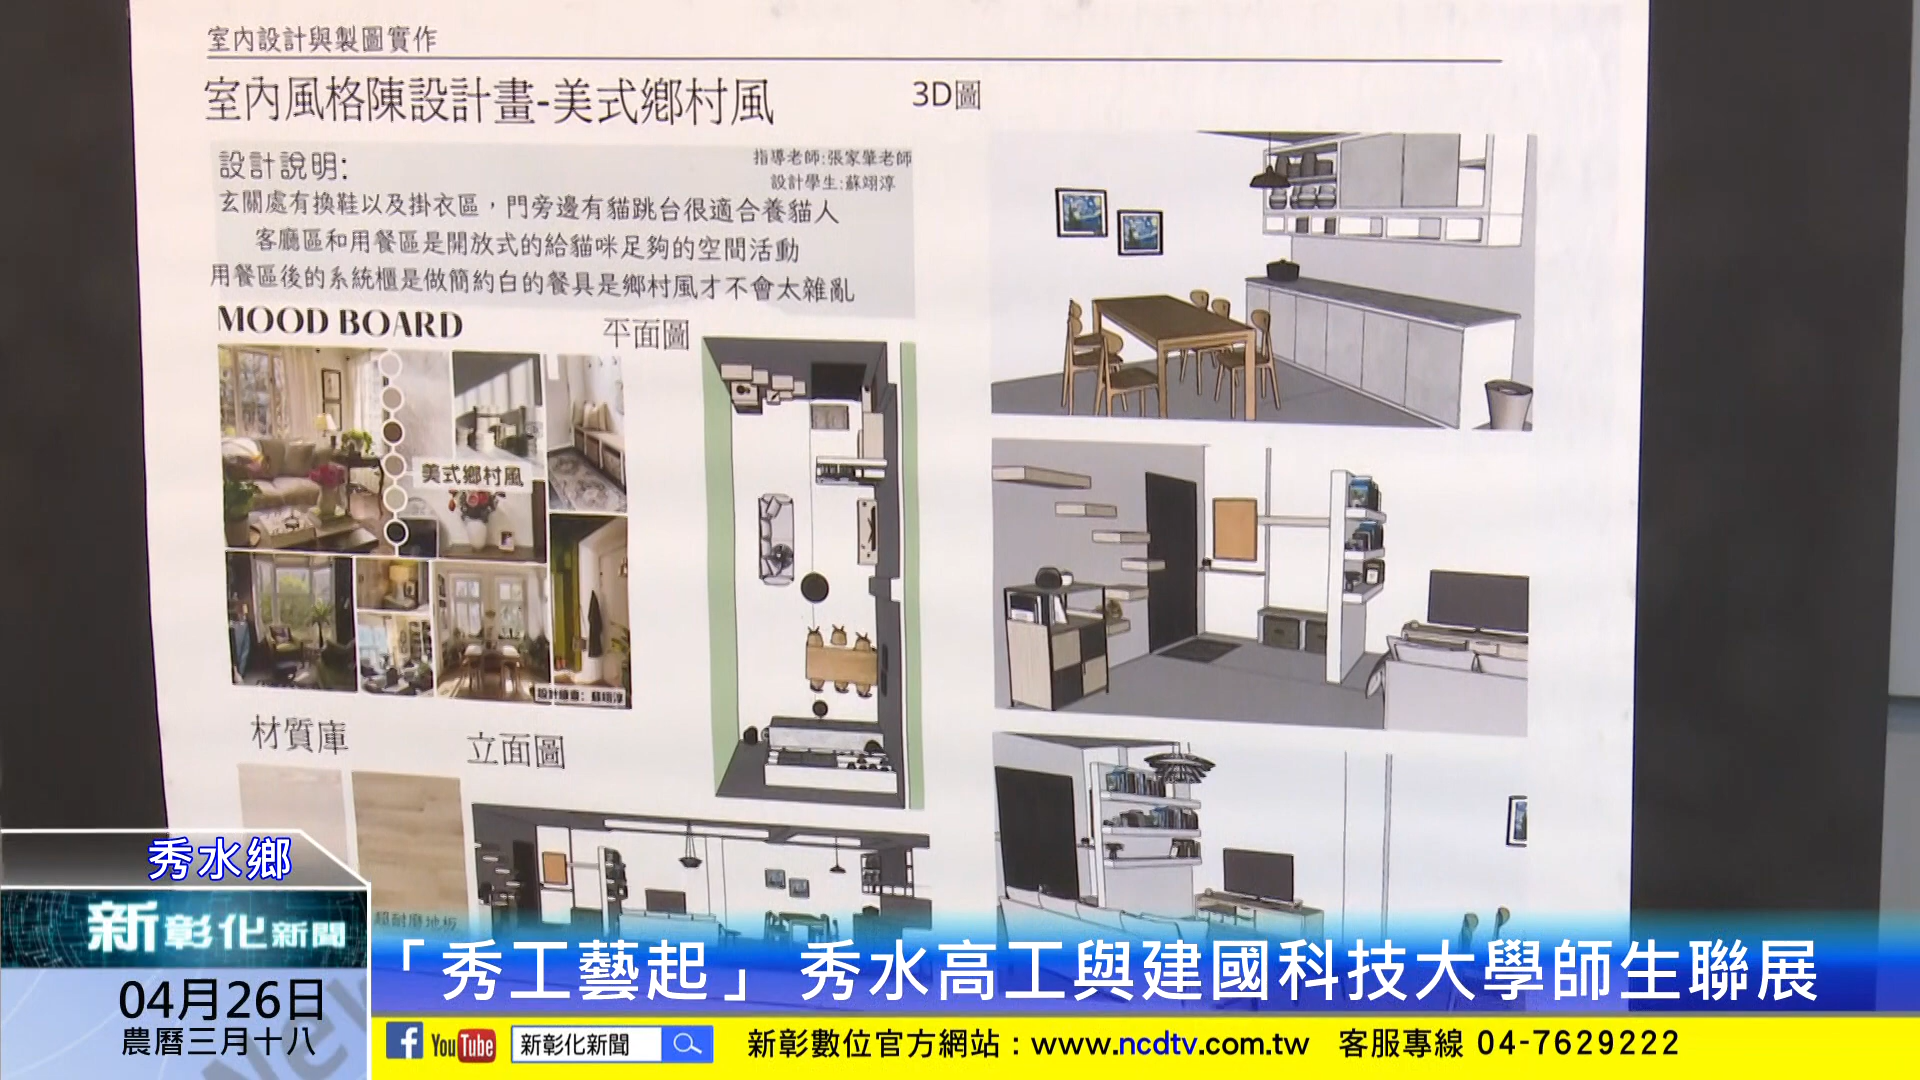 室內設計與製圖實作
室內風格陳設計畫-美式鄉村風
3D圖
設計說明:
指導老師:張家肇老師
設計學生:蘇翊淳
玄關處有換鞋以及掛衣區，門旁邊有貓跳台很適合養貓人
客廳區和用餐區是開放式的給貓咪足夠的空間活動
用餐區後的系統櫃是做簡約白的餐具是鄉村風才不會太雜亂
MOOD BOARD
平面圖
美式鄉村風
材質庫
立面圖
超耐磨地板
秀水鄉
新彰化新聞
04月26日
農曆三月十八
「秀工藝起」 秀水高工與建國科技大學師生聯展
YouTube
新彰化新聞
新彰數位官方網站：www.ncdtv.com.tw
客服專線 04-7629222